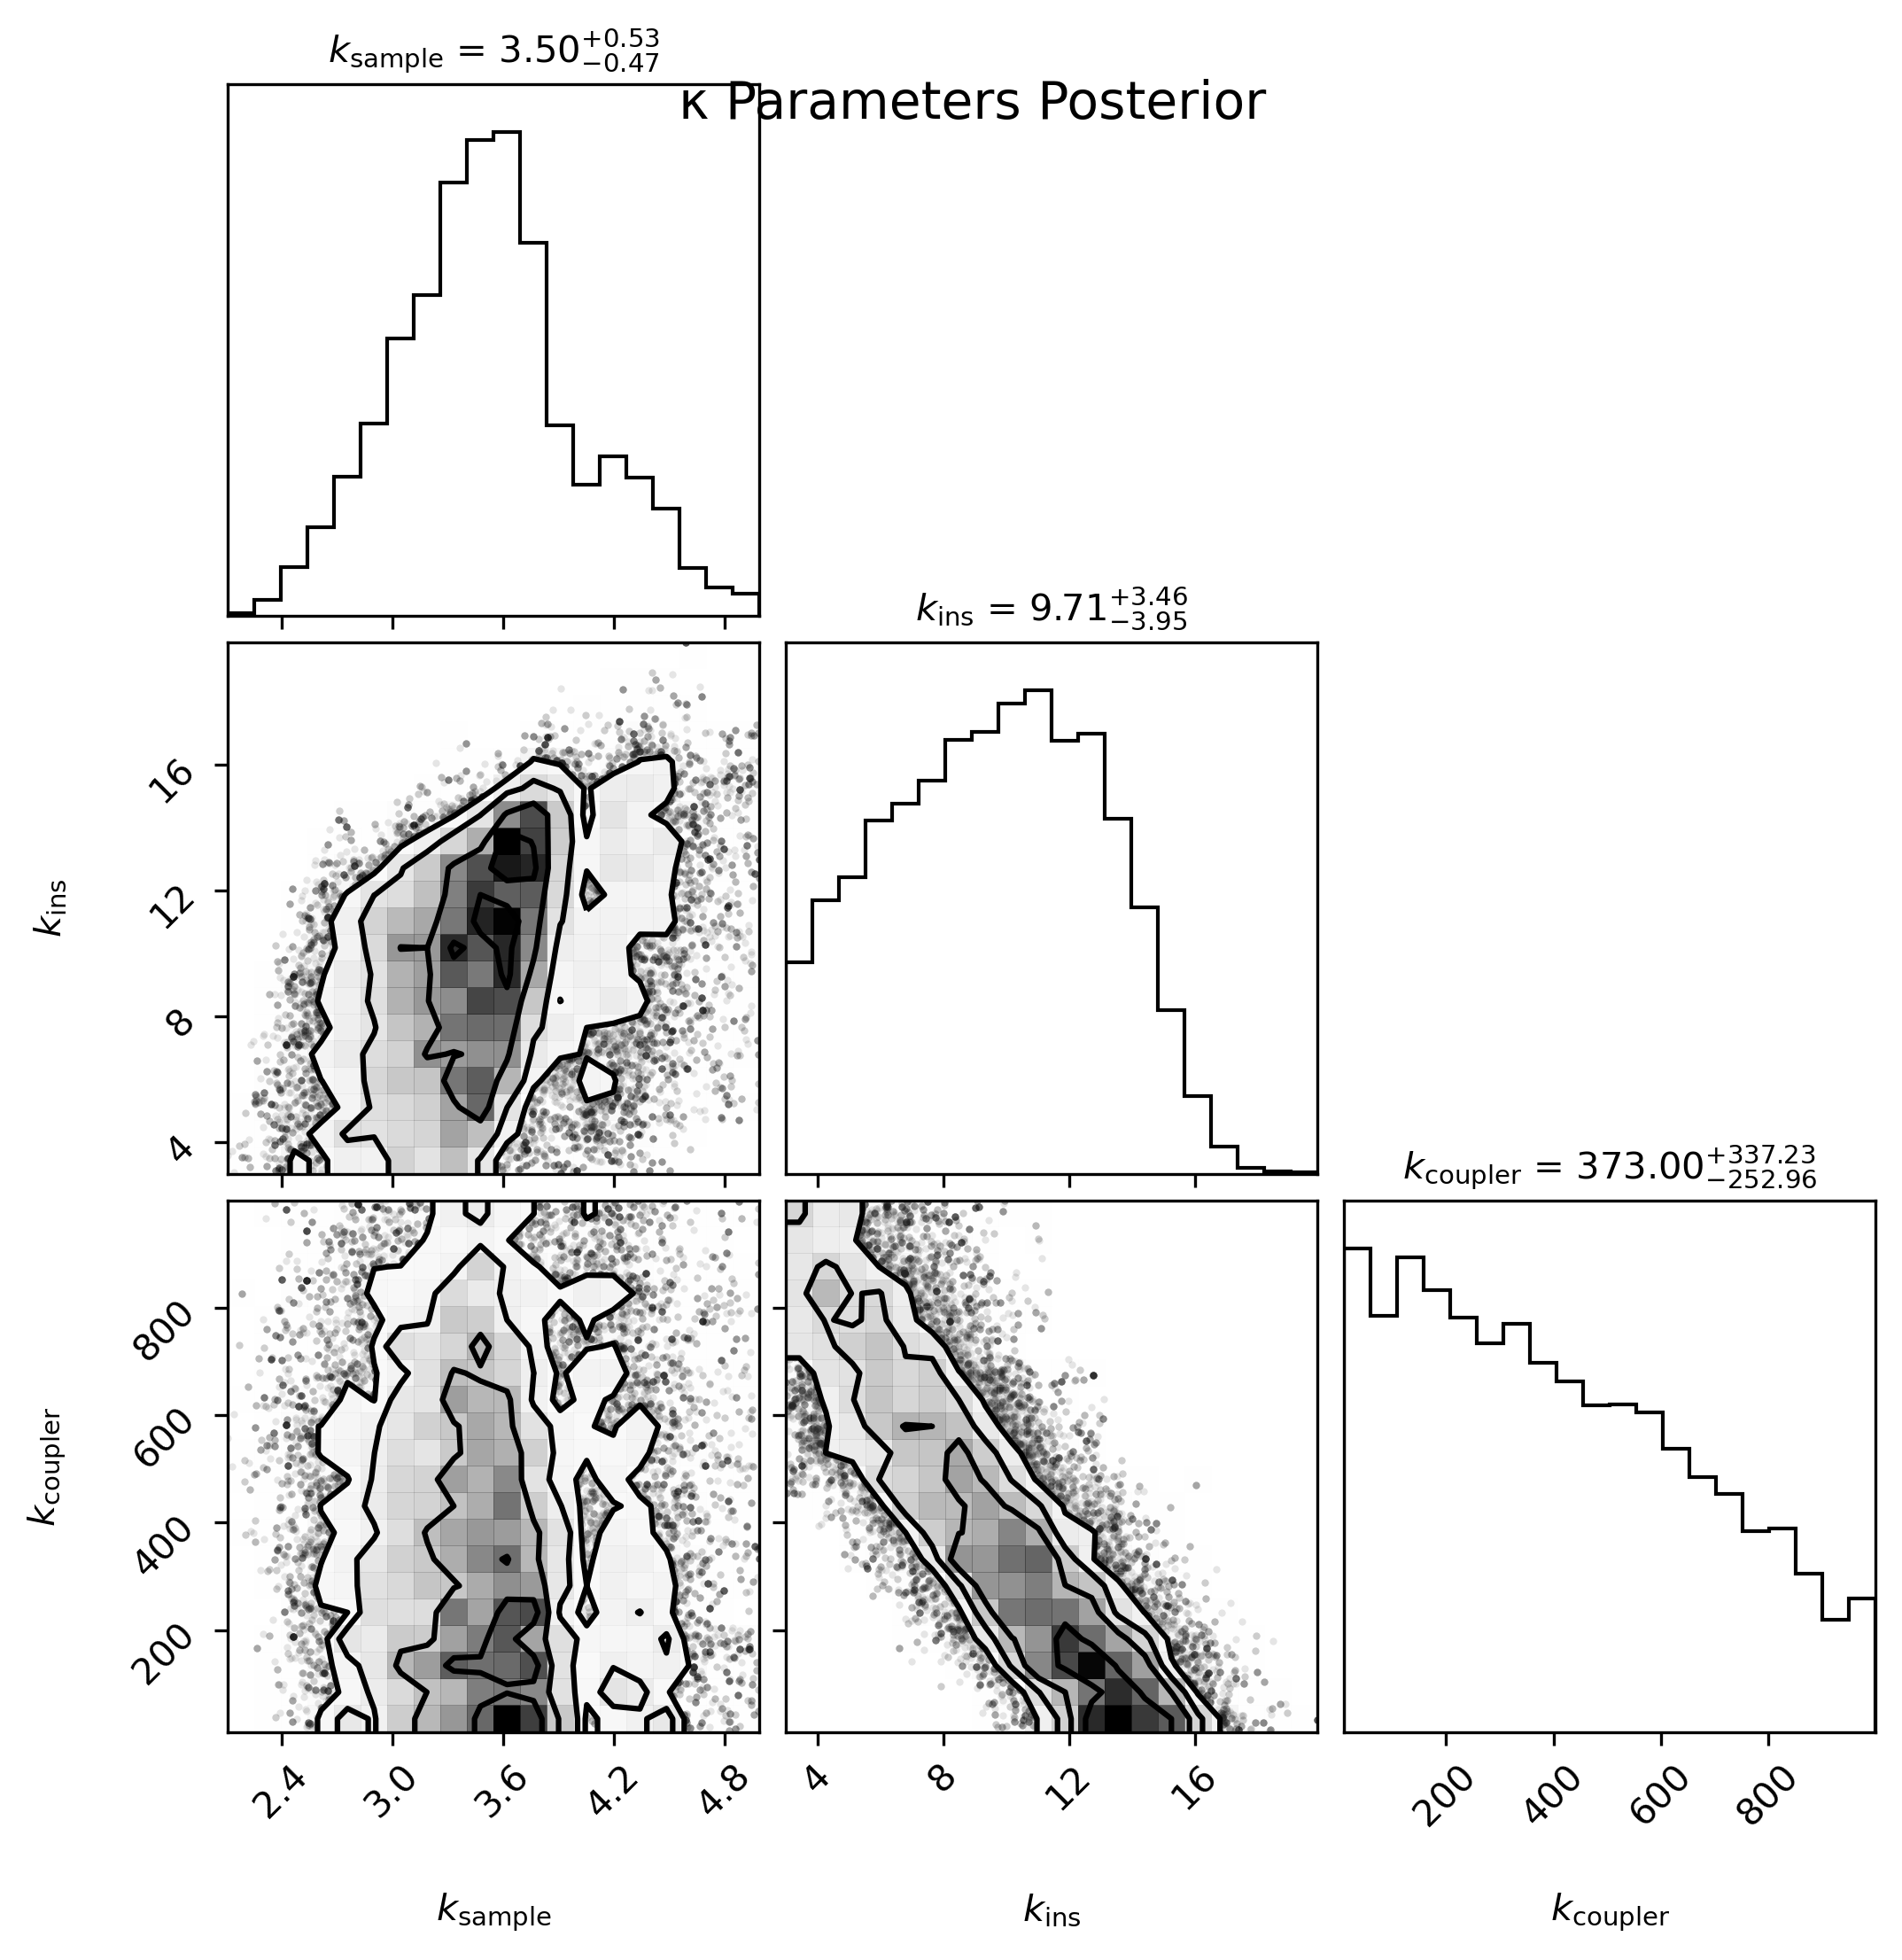 k_sample = 3.50 +0.53 −0.47
κ Parameters Posterior
k_ins = 9.71 +3.46 −3.95
k_ins
16
12
8
4
k_coupler = 373.00 +337.23 −252.96
k_coupler
800
600
400
200
2.4 3.0 3.6 4.2 4.8
4 8 12 16
200 400 600 800
k_sample
k_ins
k_coupler